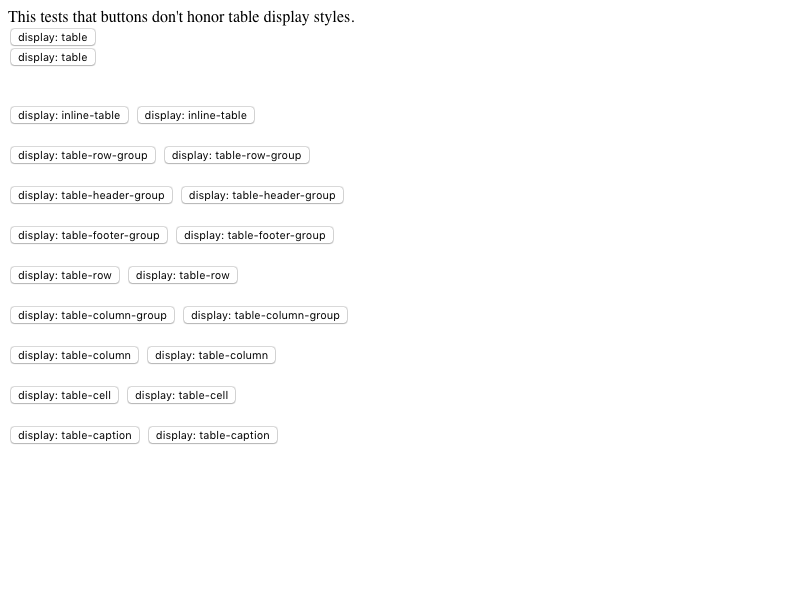 This tests that buttons don't honor table display styles.
display: table
display: table
display: inline-table display: inline-table
display: table-row-group display: table-row-group
display: table-header-group display: table-header-group
display: table-footer-group display: table-footer-group
display: table-row display: table-row
display: table-column-group display: table-column-group
display: table-column display: table-column
display: table-cell display: table-cell
display: table-caption display: table-caption